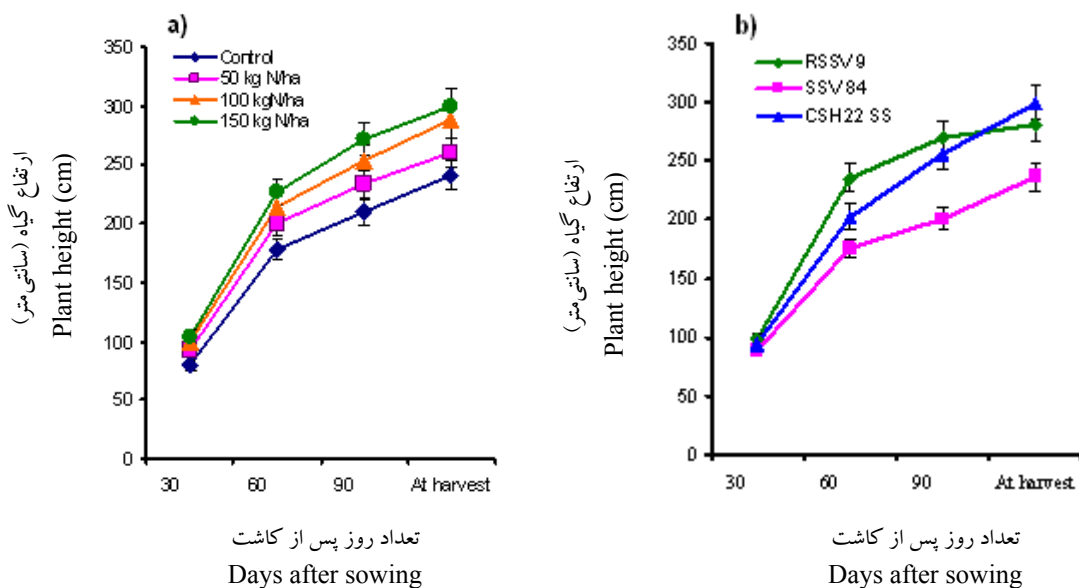 a)
Control
50 kg N/ha
100 kgN/ha
150 kg N/ha
350
300
250
200
150
100
50
0
30 60 90 At harvest
ارتفاع گیاه (سانتی‌متر)
Plant height (cm)
تعداد روز پس از کاشت
Days after sowing
b)
RSSV 9
SSV 84
CSH22 SS
350
300
250
200
150
100
50
0
30 60 90 At harvest
ارتفاع گیاه (سانتی‌متر)
Plant height (cm)
تعداد روز پس از کاشت
Days after sowing